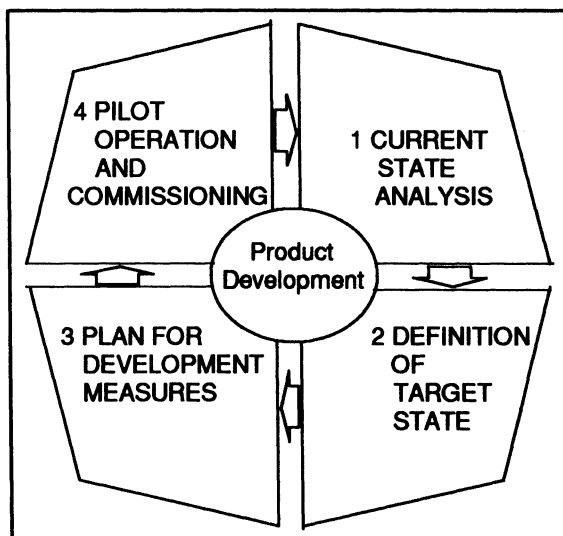 4 PILOT
OPERATION
AND
COMMISSIONING
1 CURRENT
STATE
ANALYSIS
Product
Development
3 PLAN FOR
DEVELOPMENT
MEASURES
2 DEFINITION
OF
TARGET
STATE